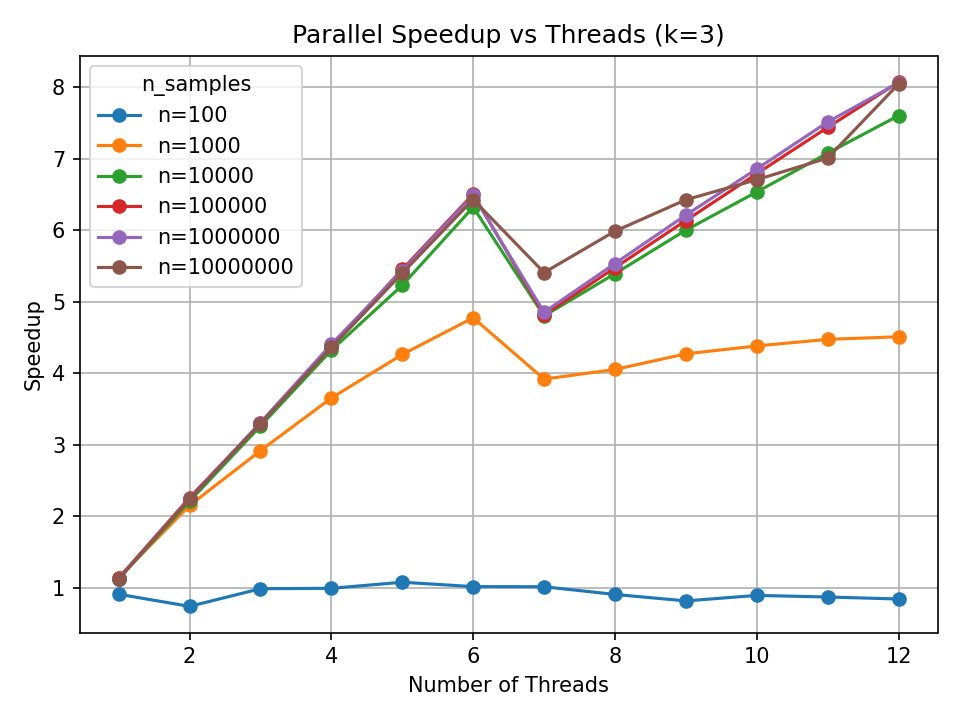 Parallel Speedup vs Threads (k=3)
n_samples
n=100
n=1000
n=10000
n=100000
n=1000000
n=10000000
Speedup
8
7
6
5
4
3
2
1
2 4 6 8 10 12
Number of Threads